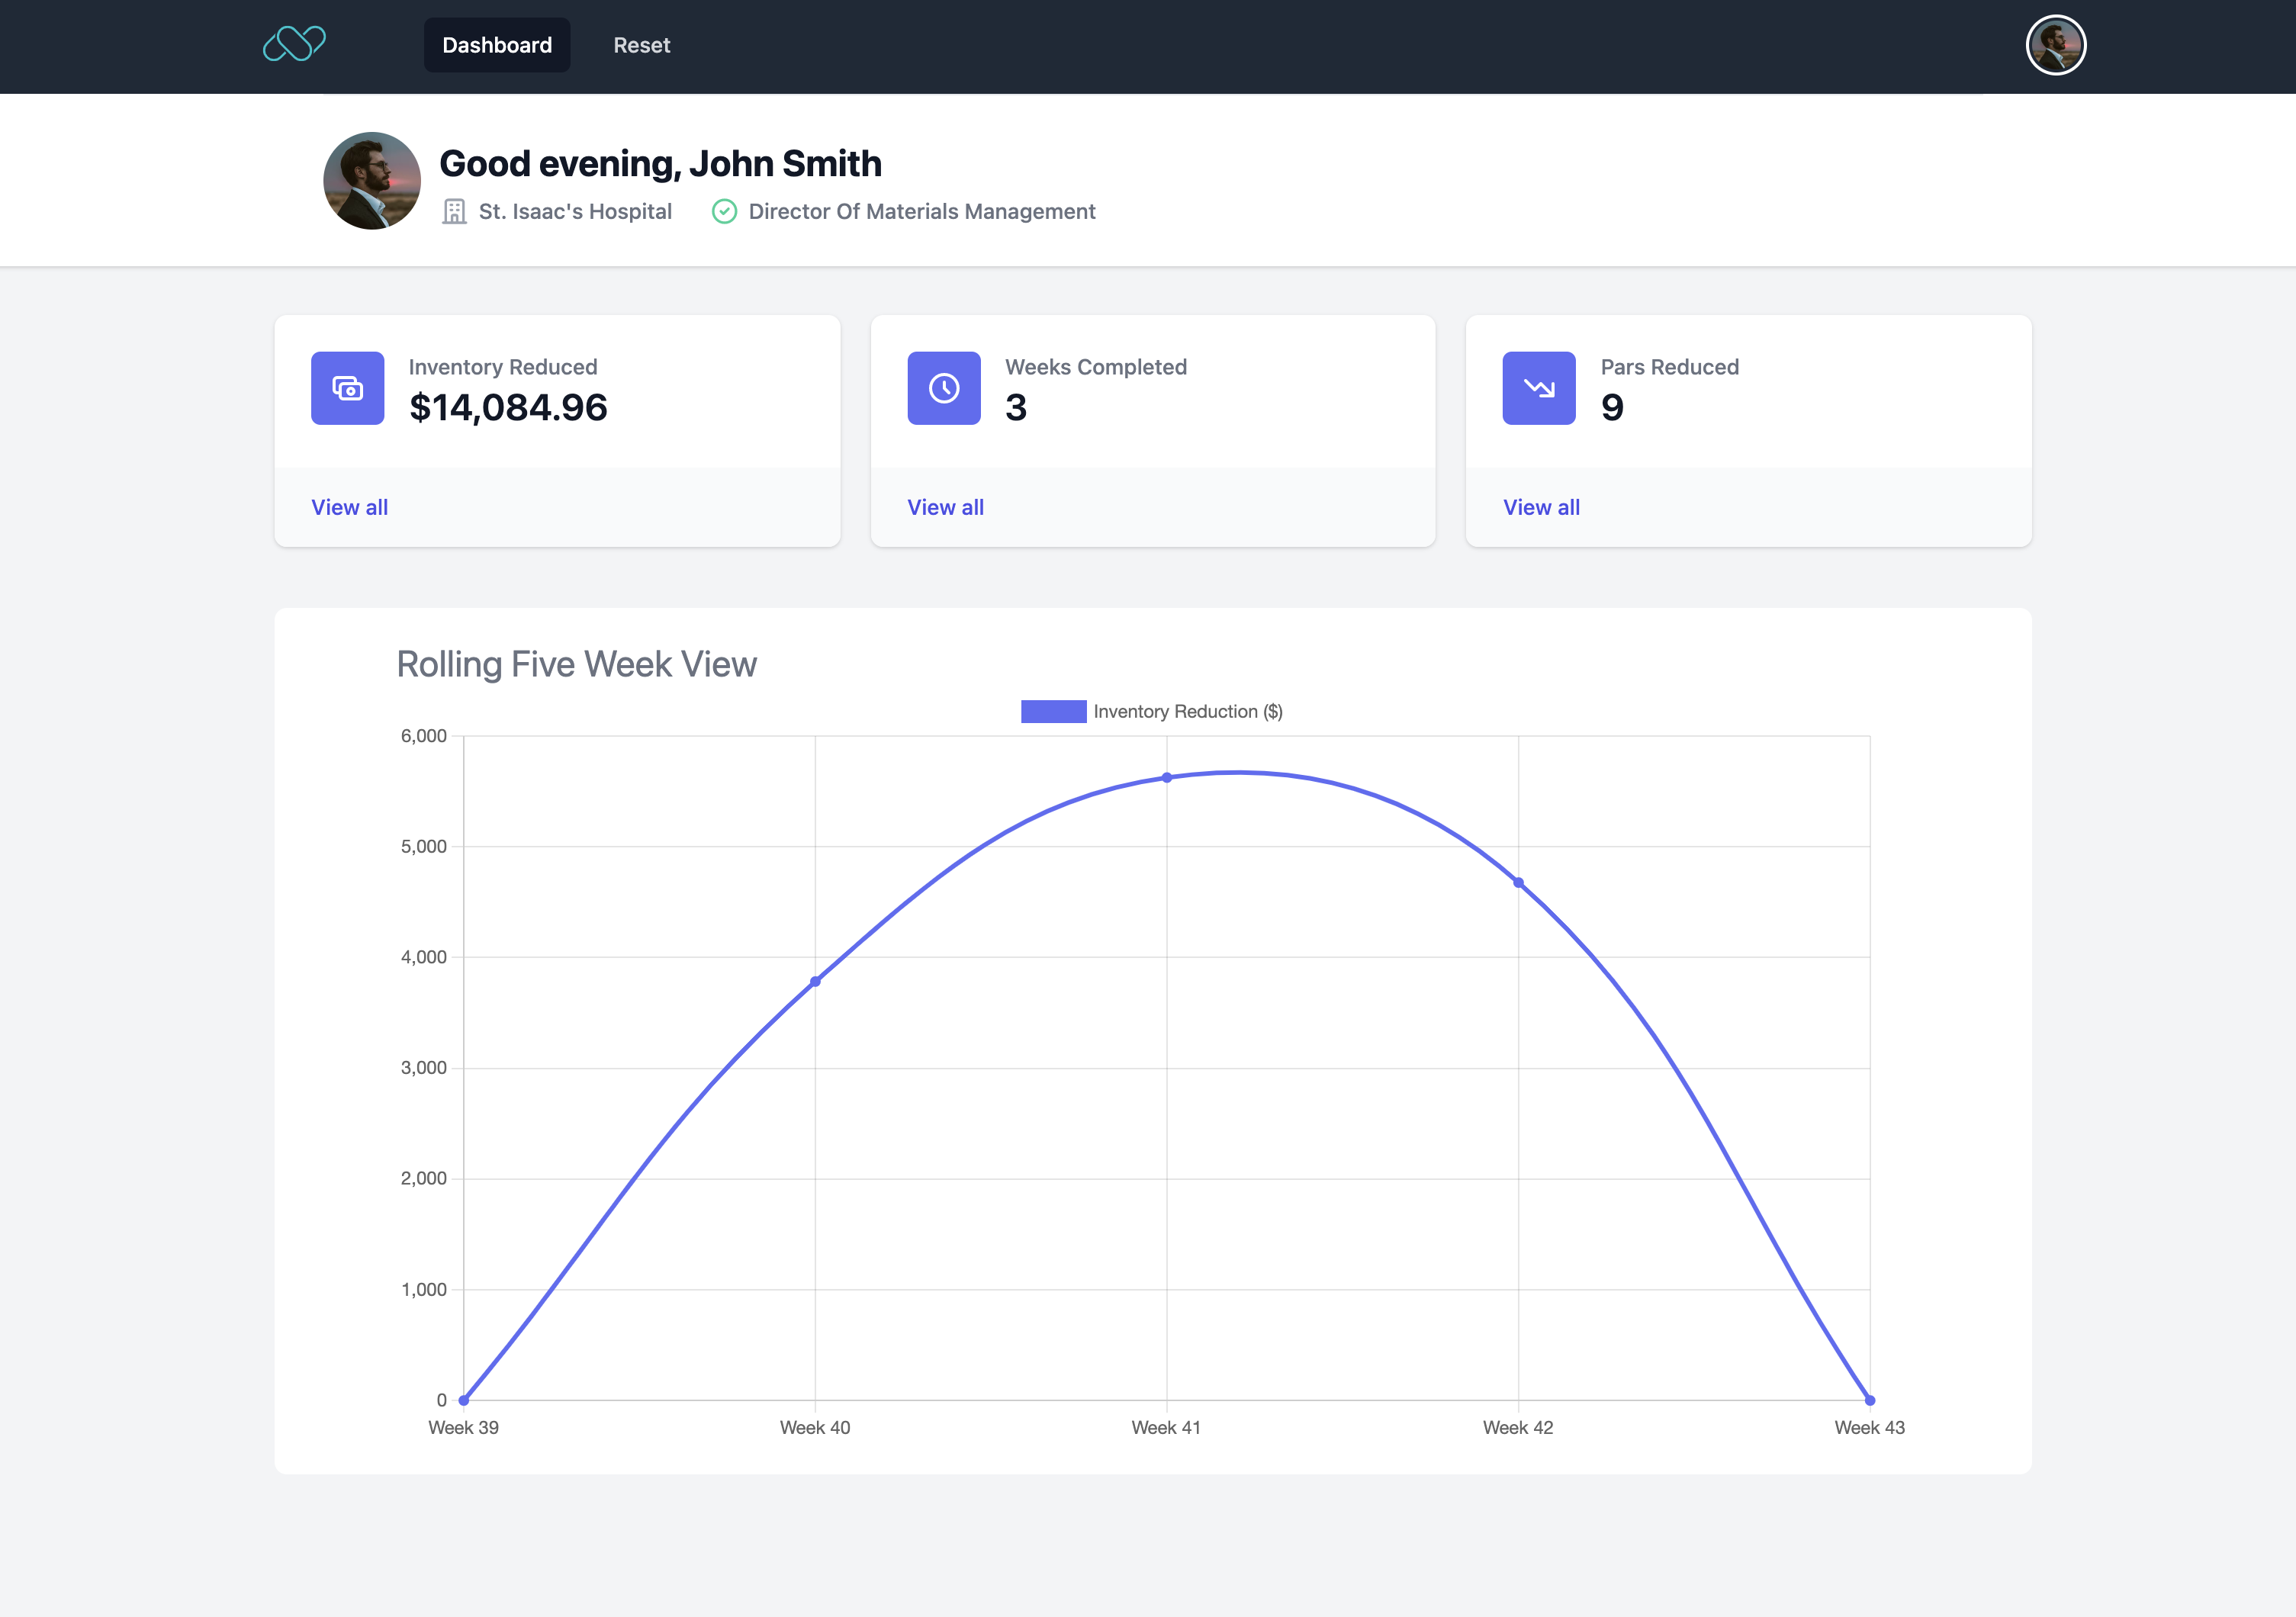 Dashboard
Reset
Good evening, John Smith
St. Isaac's Hospital
Director Of Materials Management
Inventory Reduced
$14,084.96
View all
Weeks Completed
3
View all
Pars Reduced
9
View all
Rolling Five Week View
Inventory Reduction ($)
6,000
5,000
4,000
3,000
2,000
1,000
0
Week 39
Week 40
Week 41
Week 42
Week 43